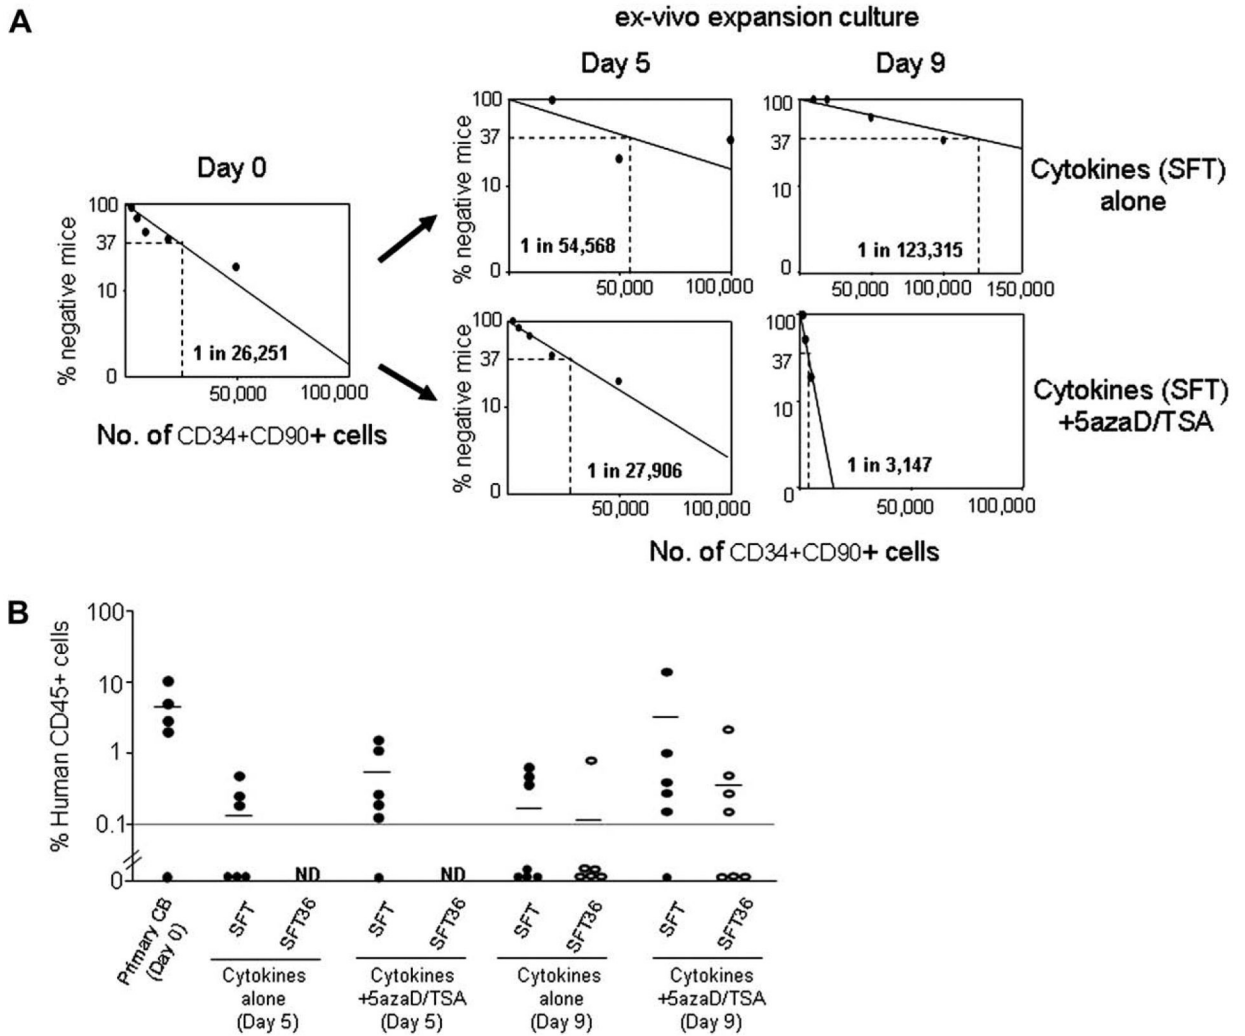 A
ex-vivo expansion culture
Day 5
Day 9
Day 0
% negative mice
100
37
10
0
1 in 26,251
50,000
100,000
No. of CD34+CD90+ cells
% negative mice
100
37
10
0
1 in 54,568
50,000
100,000
100
37
10
0
1 in 123,315
50,000
100,000
150,000
Cytokines (SFT)
alone
% negative mice
100
37
10
0
1 in 27,906
50,000
100,000
100
37
10
0
1 in 3,147
50,000
100,000
Cytokines (SFT)
+5azaD/TSA
No. of CD34+CD90+ cells
B
% Human CD45+ cells
100
10
1
0.1
0
ND
ND
Primary CB
(Day 0)
SFT
SFT36
SFT
SFT36
SFT
SFT36
SFT
SFT36
Cytokines
alone
(Day 5)
Cytokines
+5azaD/TSA
(Day 5)
Cytokines
alone
(Day 9)
Cytokines
+5azaD/TSA
(Day 9)